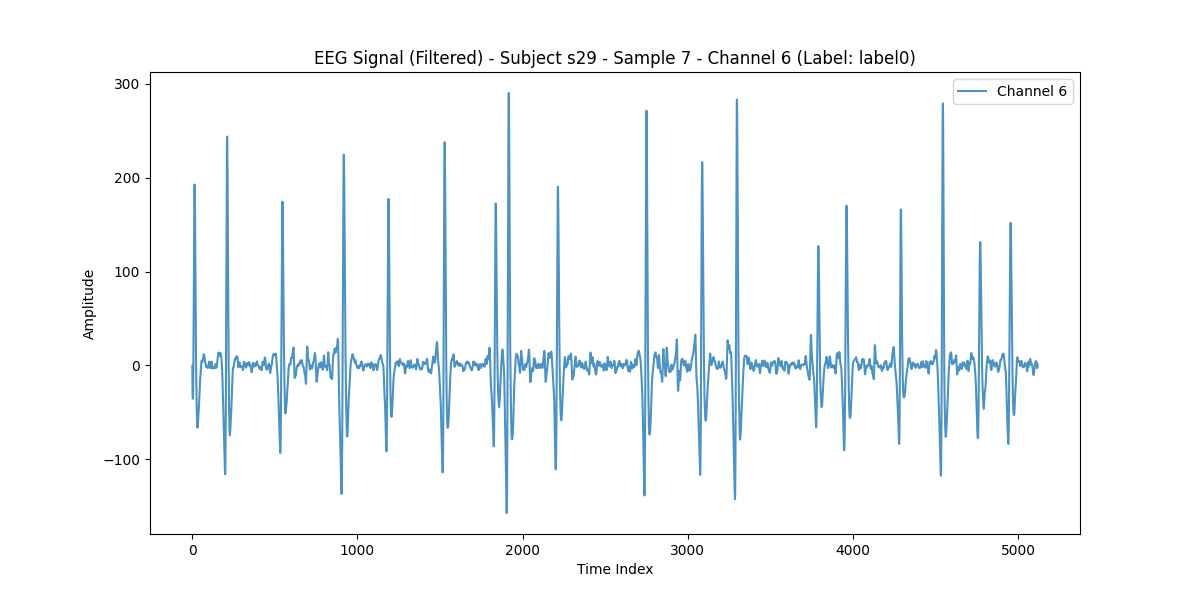 EEG Signal (Filtered) - Subject s29 - Sample 7 - Channel 6 (Label: label0)
Channel 6
300
200
100
0
−100
Amplitude
0 1000 2000 3000 4000 5000
Time Index